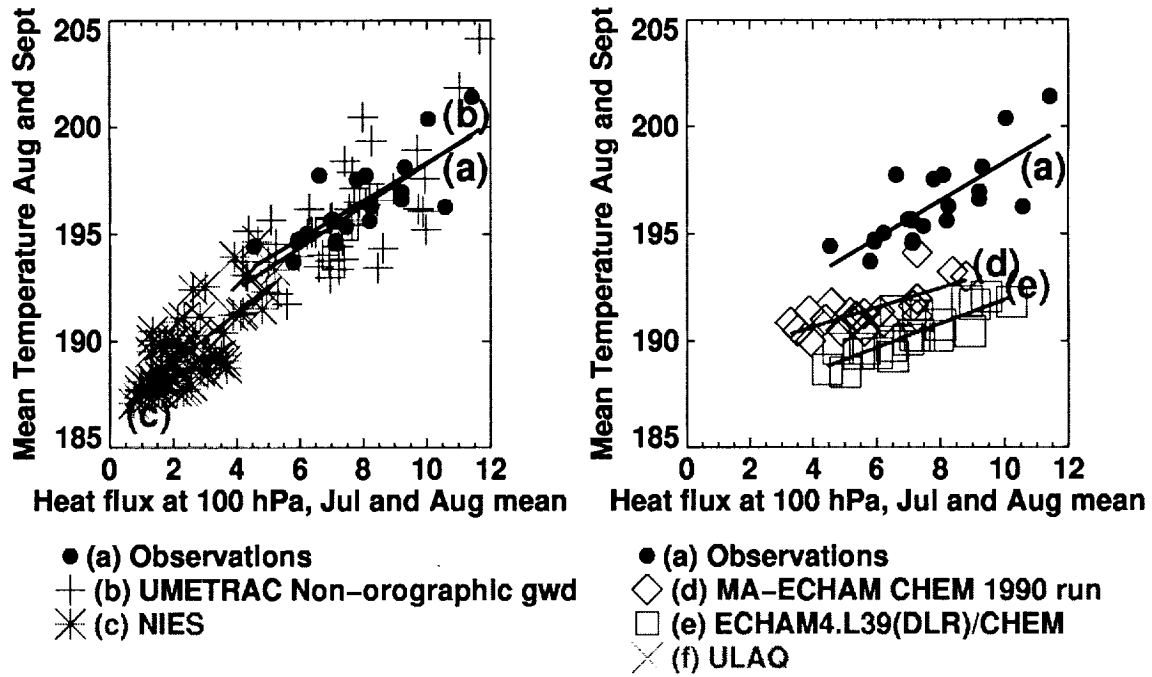 Mean Temperature Aug and Sept
205
200
195
190
185
(b)
(a)
(c)
0 2 4 6 8 10 12
Heat flux at 100 hPa, Jul and Aug mean
(a) Observations
(b) UMETRAC Non-orographic gwd
(c) NIES
Mean Temperature Aug and Sept
205
200
195
190
185
(a)
(d)
(e)
0 2 4 6 8 10 12
Heat flux at 100 hPa, Jul and Aug mean
(a) Observations
(d) MA-ECHAM CHEM 1990 run
(e) ECHAM4.L39(DLR)/CHEM
(f) ULAQ